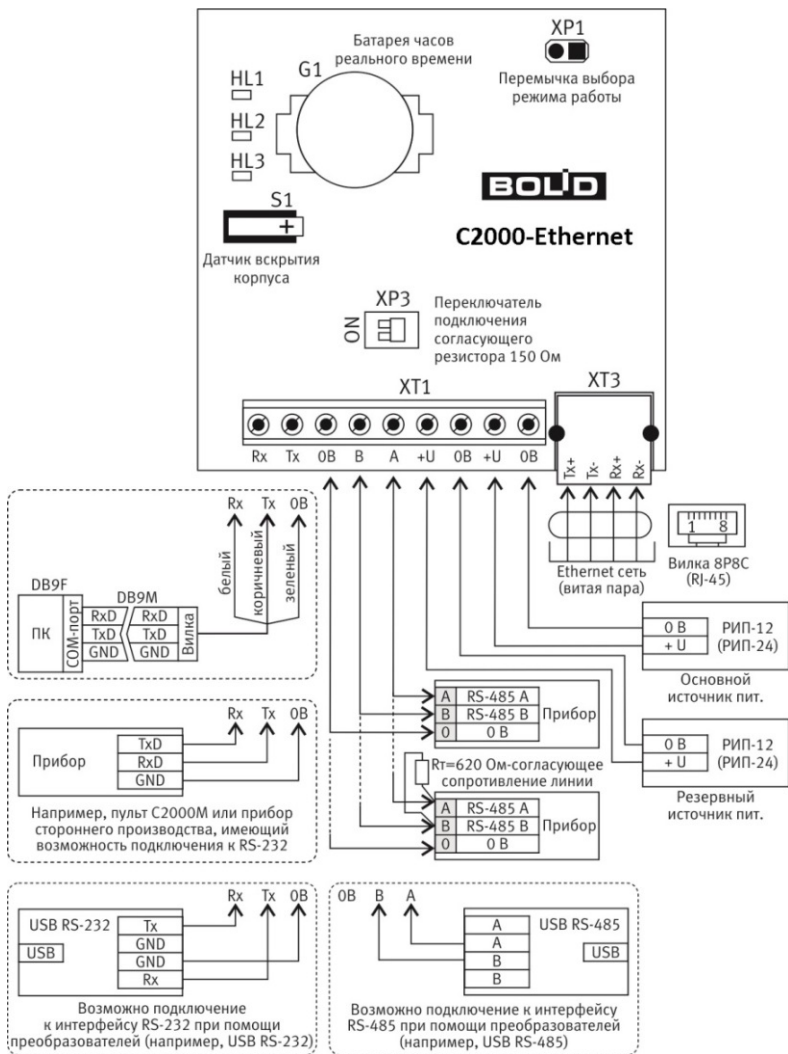 XP1
Батарея часов
реального времени
G1
Перемычка выбора
режима работы
HL1
HL2
HL3
BOLID
S1
C2000-Ethernet
Датчик вскрытия
корпуса
XP3
ON
Переключатель
подключения
согласующего
резистора 150 Ом
XT1
XT3
Rx Tx 0B B A +U 0B +U 0B
Tx+ Tx- Rx+ Rx-
Rx Tx 0B
белый
коричневый
зеленый
DB9F
DB9M
ПК
COM-порт
RxD RxD
TxD TxD
GND GND
Вилка
Ethernet сеть
(витая пара)
1 8
Вилка 8P8C
(RJ-45)
0 В РИП-12
+ U (РИП-24)
Основной
источник пит.
A RS-485 A
B RS-485 B Прибор
0 0 В
Rт=620 Ом-согласующее
сопротивление линии
A RS-485 A
B RS-485 B Прибор
0 0 В
0 В РИП-12
+ U (РИП-24)
Резервный
источник пит.
Rx Tx 0B
Прибор
TxD
RxD
GND
Например, пульт С2000М или прибор
стороннего производства, имеющий
возможность подключения к RS-232
Rx Tx 0B
USB RS-232
USB
Tx
GND
GND
Rx
Возможно подключение
к интерфейсу RS-232 при помощи
преобразователей (например, USB RS-232)
0B B A
A
A
B
B
USB RS-485
USB
Возможно подключение к интерфейсу
RS-485 при помощи преобразователей
(например, USB RS-485)